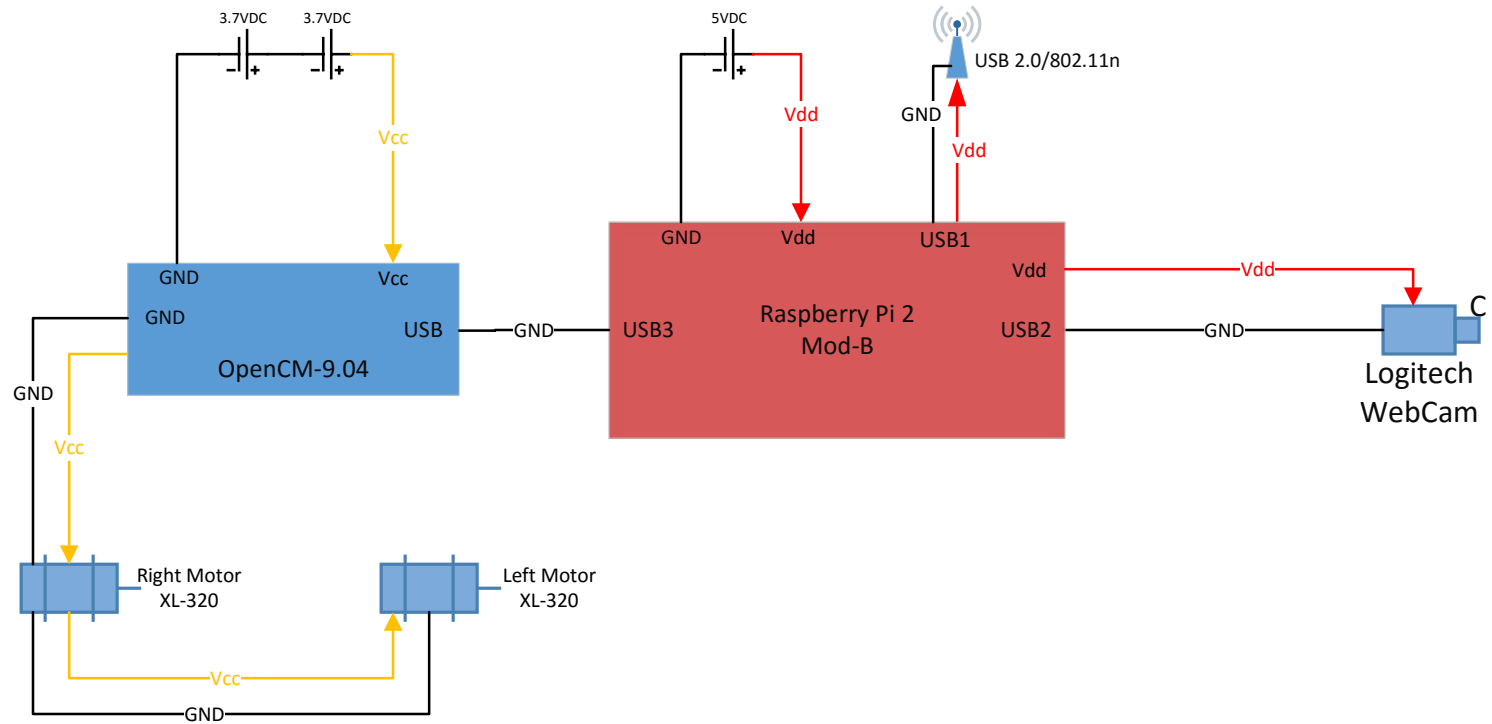 3.7VDC
3.7VDC
5VDC
- +
- +
- +
USB 2.0/802.11n
GND
Vdd
Vcc
Vdd
GND
Vdd
USB1
GND
Vcc
Vdd
Vdd
GND
USB
GND
USB3
Raspberry Pi 2
Mod-B
USB2
GND
C
OpenCM-9.04
Logitech
WebCam
GND
Vcc
Right Motor
XL-320
Left Motor
XL-320
Vcc
GND